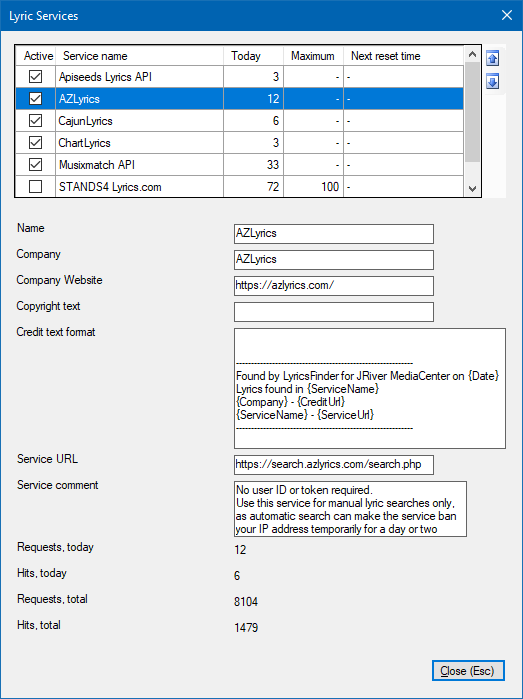 Lyric Services
Active Service name Today Maximum Next reset time
Apiseeds Lyrics API 3 - -
AZLyrics 12 - -
CajunLyrics 6 - -
ChartLyrics 3 - -
Musixmatch API 33 - -
STANDS4 Lyrics.com 72 100 -
Name AZLyrics
Company AZLyrics
Company Website https://azlyrics.com/
Copyright text
Credit text format
------------------------------------------------------------
Found by LyricsFinder for JRiver MediaCenter on {Date}
Lyrics found in {ServiceName}
{Company} - {CreditUrl}
{ServiceName} - {ServiceUrl}
------------------------------------------------------------
Service URL https://search.azlyrics.com/search.php
Service comment No user ID or token required.
Use this service for manual lyric searches only,
as automatic search can make the service ban
your IP address temporarily for a day or two
Requests, today 12
Hits, today 6
Requests, total 8104
Hits, total 1479
Close (Esc)